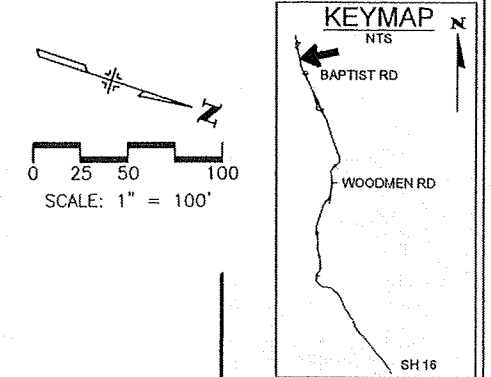 N
0 25 50 100
SCALE: 1" = 100'
KEYMAP N
NTS
BAPTIST RD
WOODMEN RD
SH 16